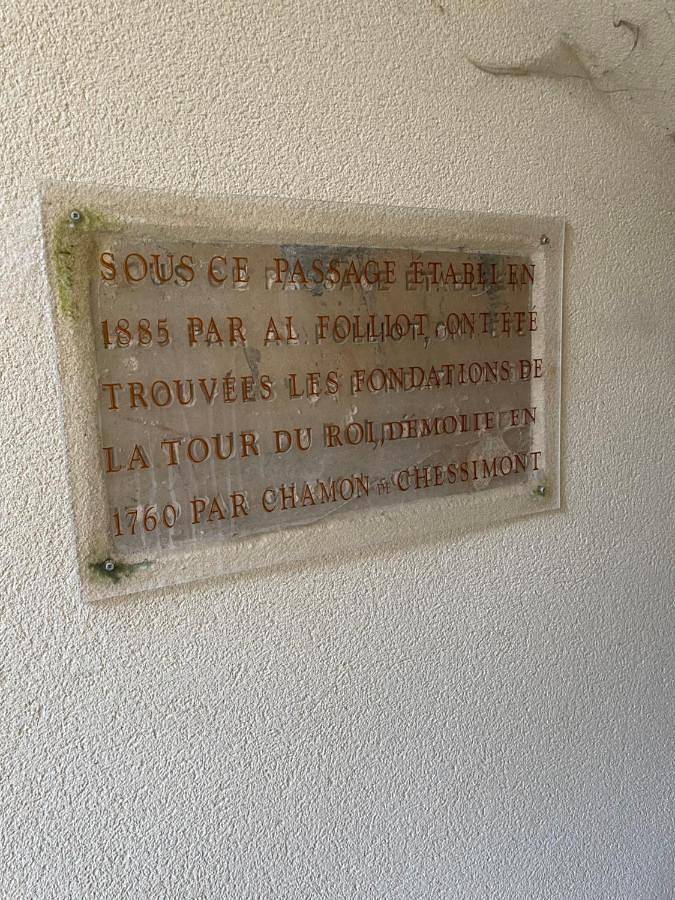 SOUS CE PASSAGE ÉTABLI EN
1885 PAR AL FOLLIOT, ONT ÉTÉ
TROUVÉES LES FONDATIONS DE
LA TOUR DU ROI, DÉMOLIE EN
1760 PAR CHAMON DE CHESSIMONT